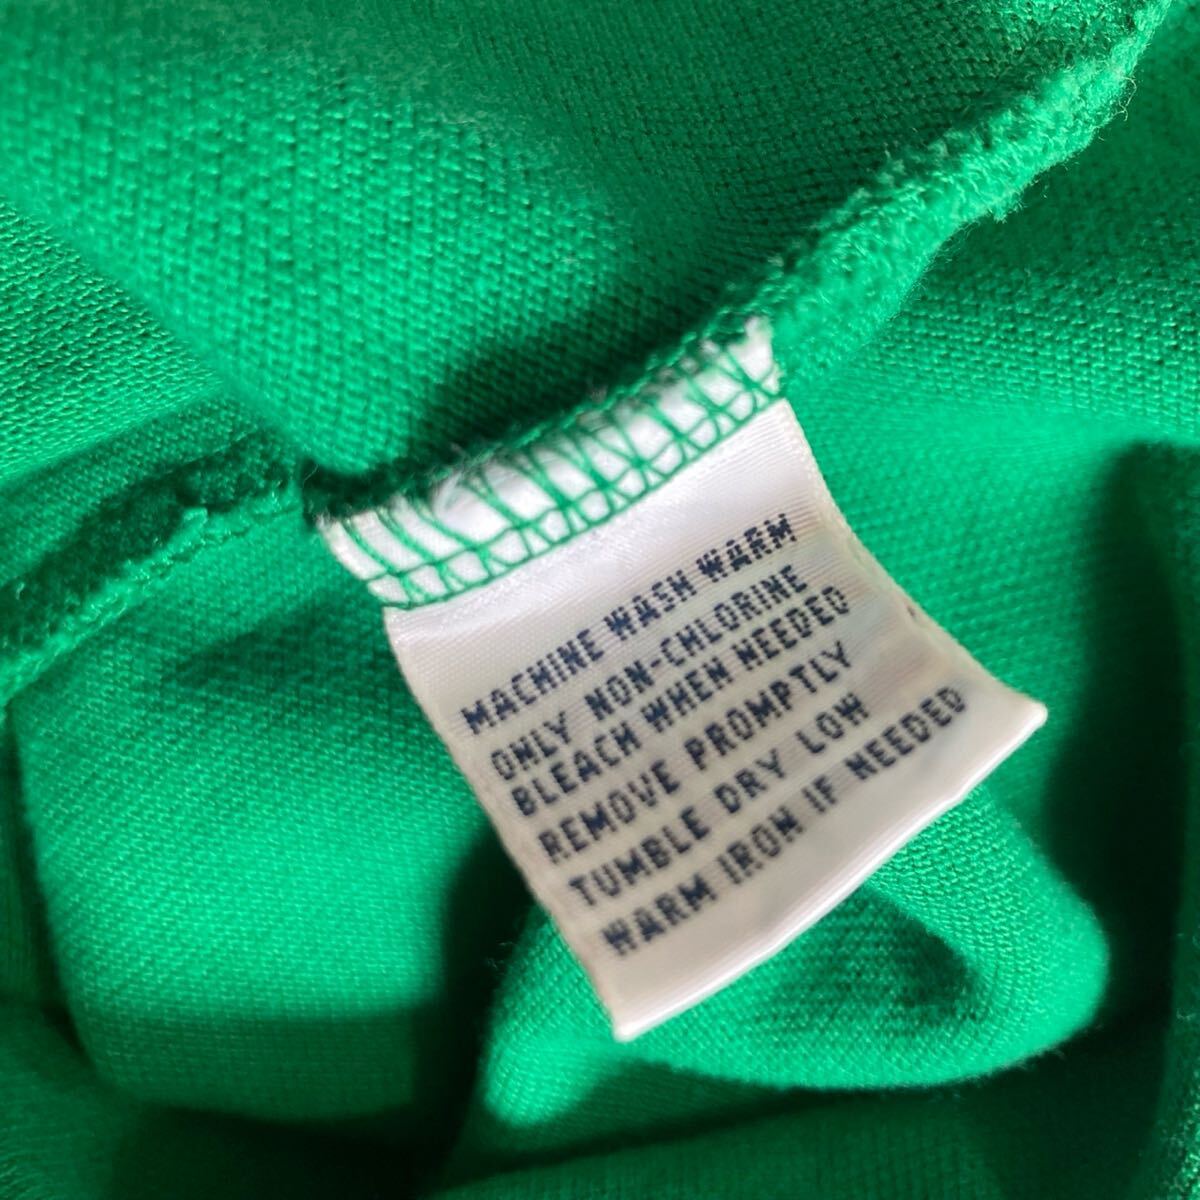 MACHINE WASH WARM
ONLY NON-CHLORINE
BLEACH WHEN NEEDED
REMOVE PROMPTLY
TUMBLE DRY LOW
WARM IRON IF NEEDED